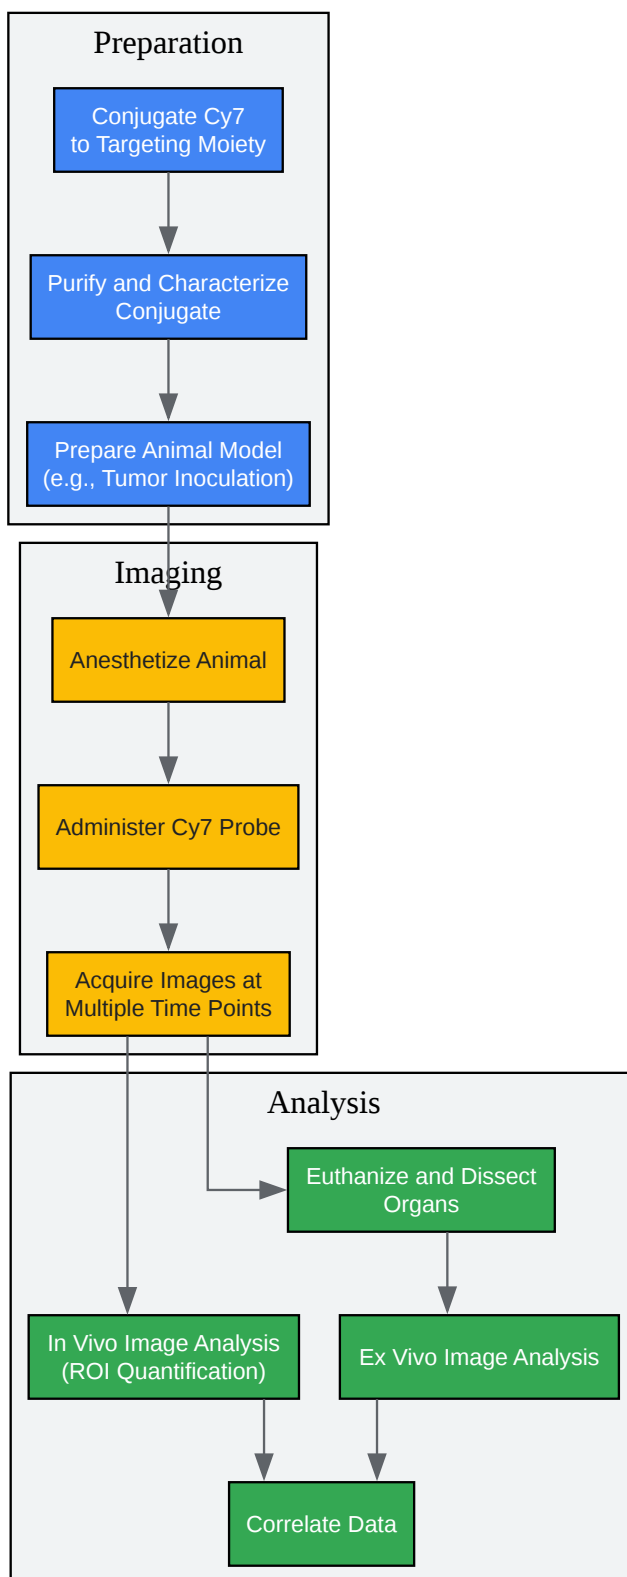 Preparation
Conjugate Cy7
to Targeting Moiety
Purify and Characterize
Conjugate
Prepare Animal Model
(e.g., Tumor Inoculation)
Imaging
Anesthetize Animal
Administer Cy7 Probe
Acquire Images at
Multiple Time Points
Analysis
Euthanize and Dissect
Organs
In Vivo Image Analysis
(ROI Quantification)
Ex Vivo Image Analysis
Correlate Data